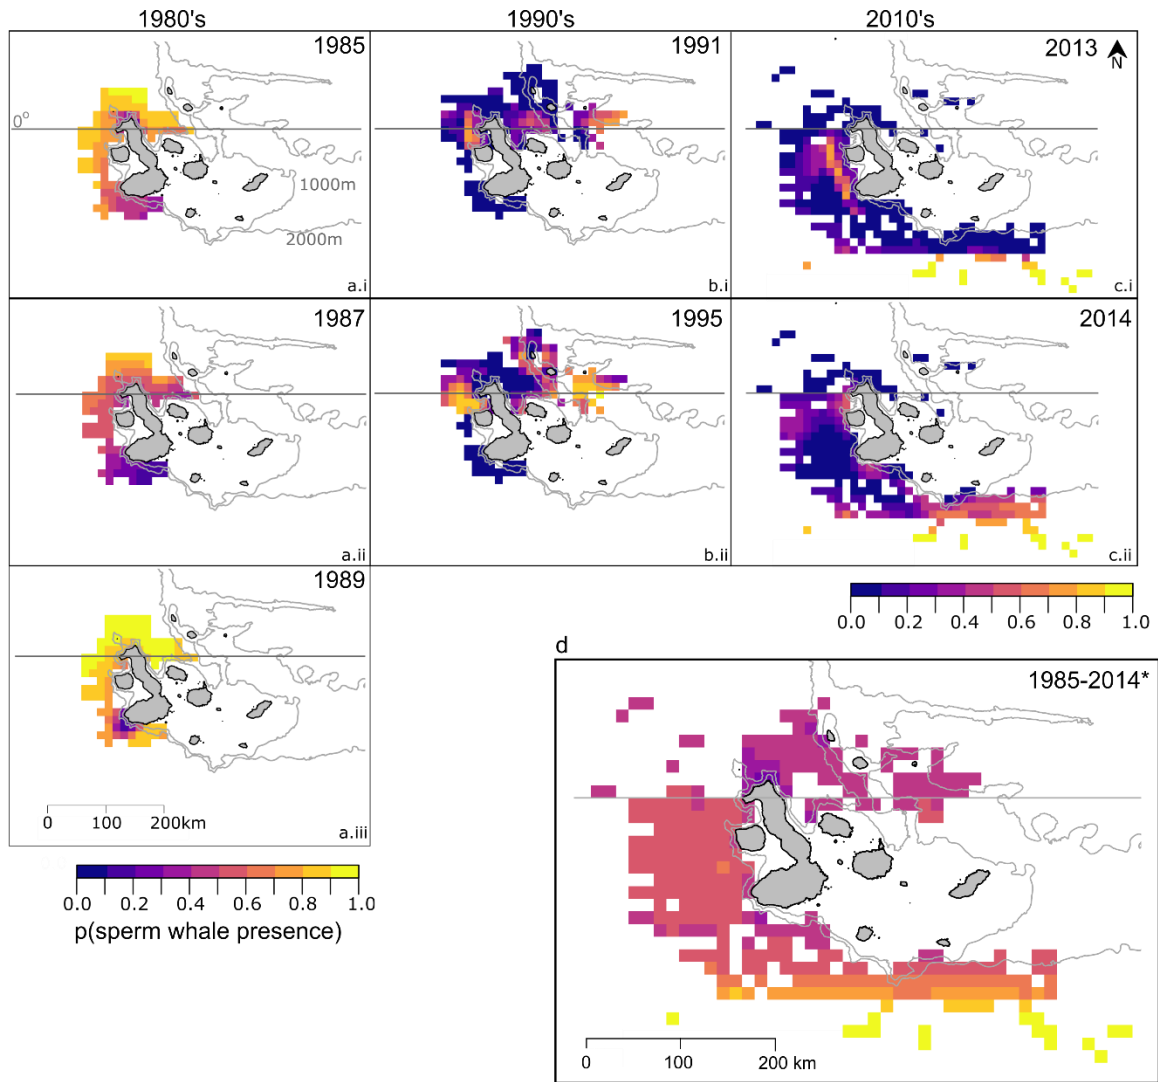 1980's 1990's 2010's
1985 1991 2013
N
0°
1000m
2000m
a.i b.i c.i
1987 1995 2014
a.ii b.ii c.ii
1989
0 100 200km
a.iii
0.0 0.2 0.4 0.6 0.8 1.0
p(sperm whale presence)
0.0 0.2 0.4 0.6 0.8 1.0
d
1985-2014*
0 100 200 km